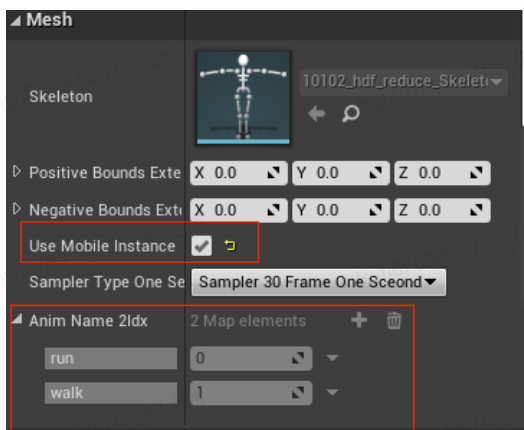 Mesh
Skeleton
10102_hdf_reduce_Skelet
Positive Bounds Exte X 0.0 Y 0.0 Z 0.0
Negative Bounds Ext X 0.0 Y 0.0 Z 0.0
Use Mobile Instance
Sampler Type One Se Sampler 30 Frame One Sceond
Anim Name 2Idx 2 Map elements
run 0
walk 1